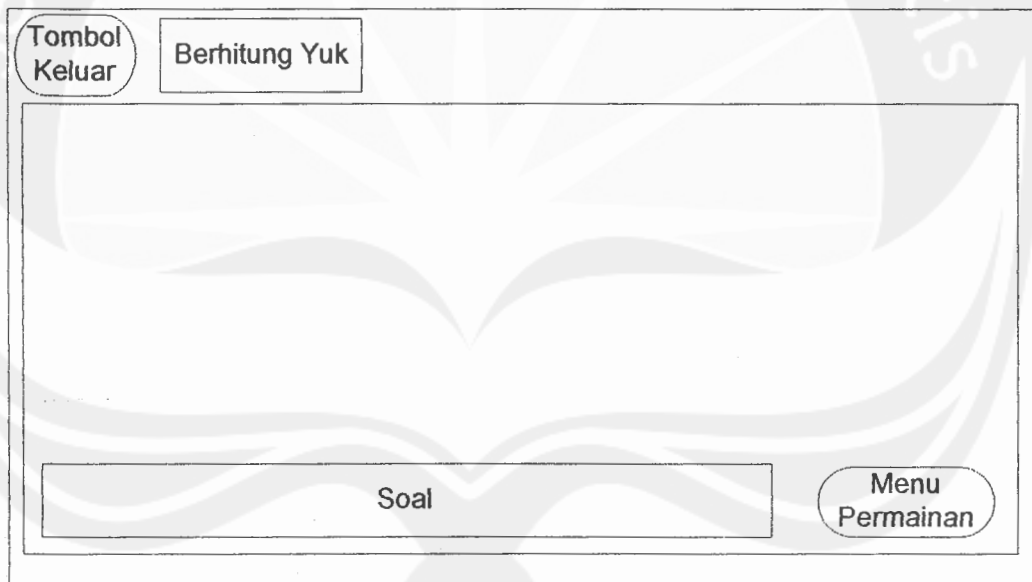 Tombol
Keluar
Berhitung Yuk
Soal
Menu
Permainan